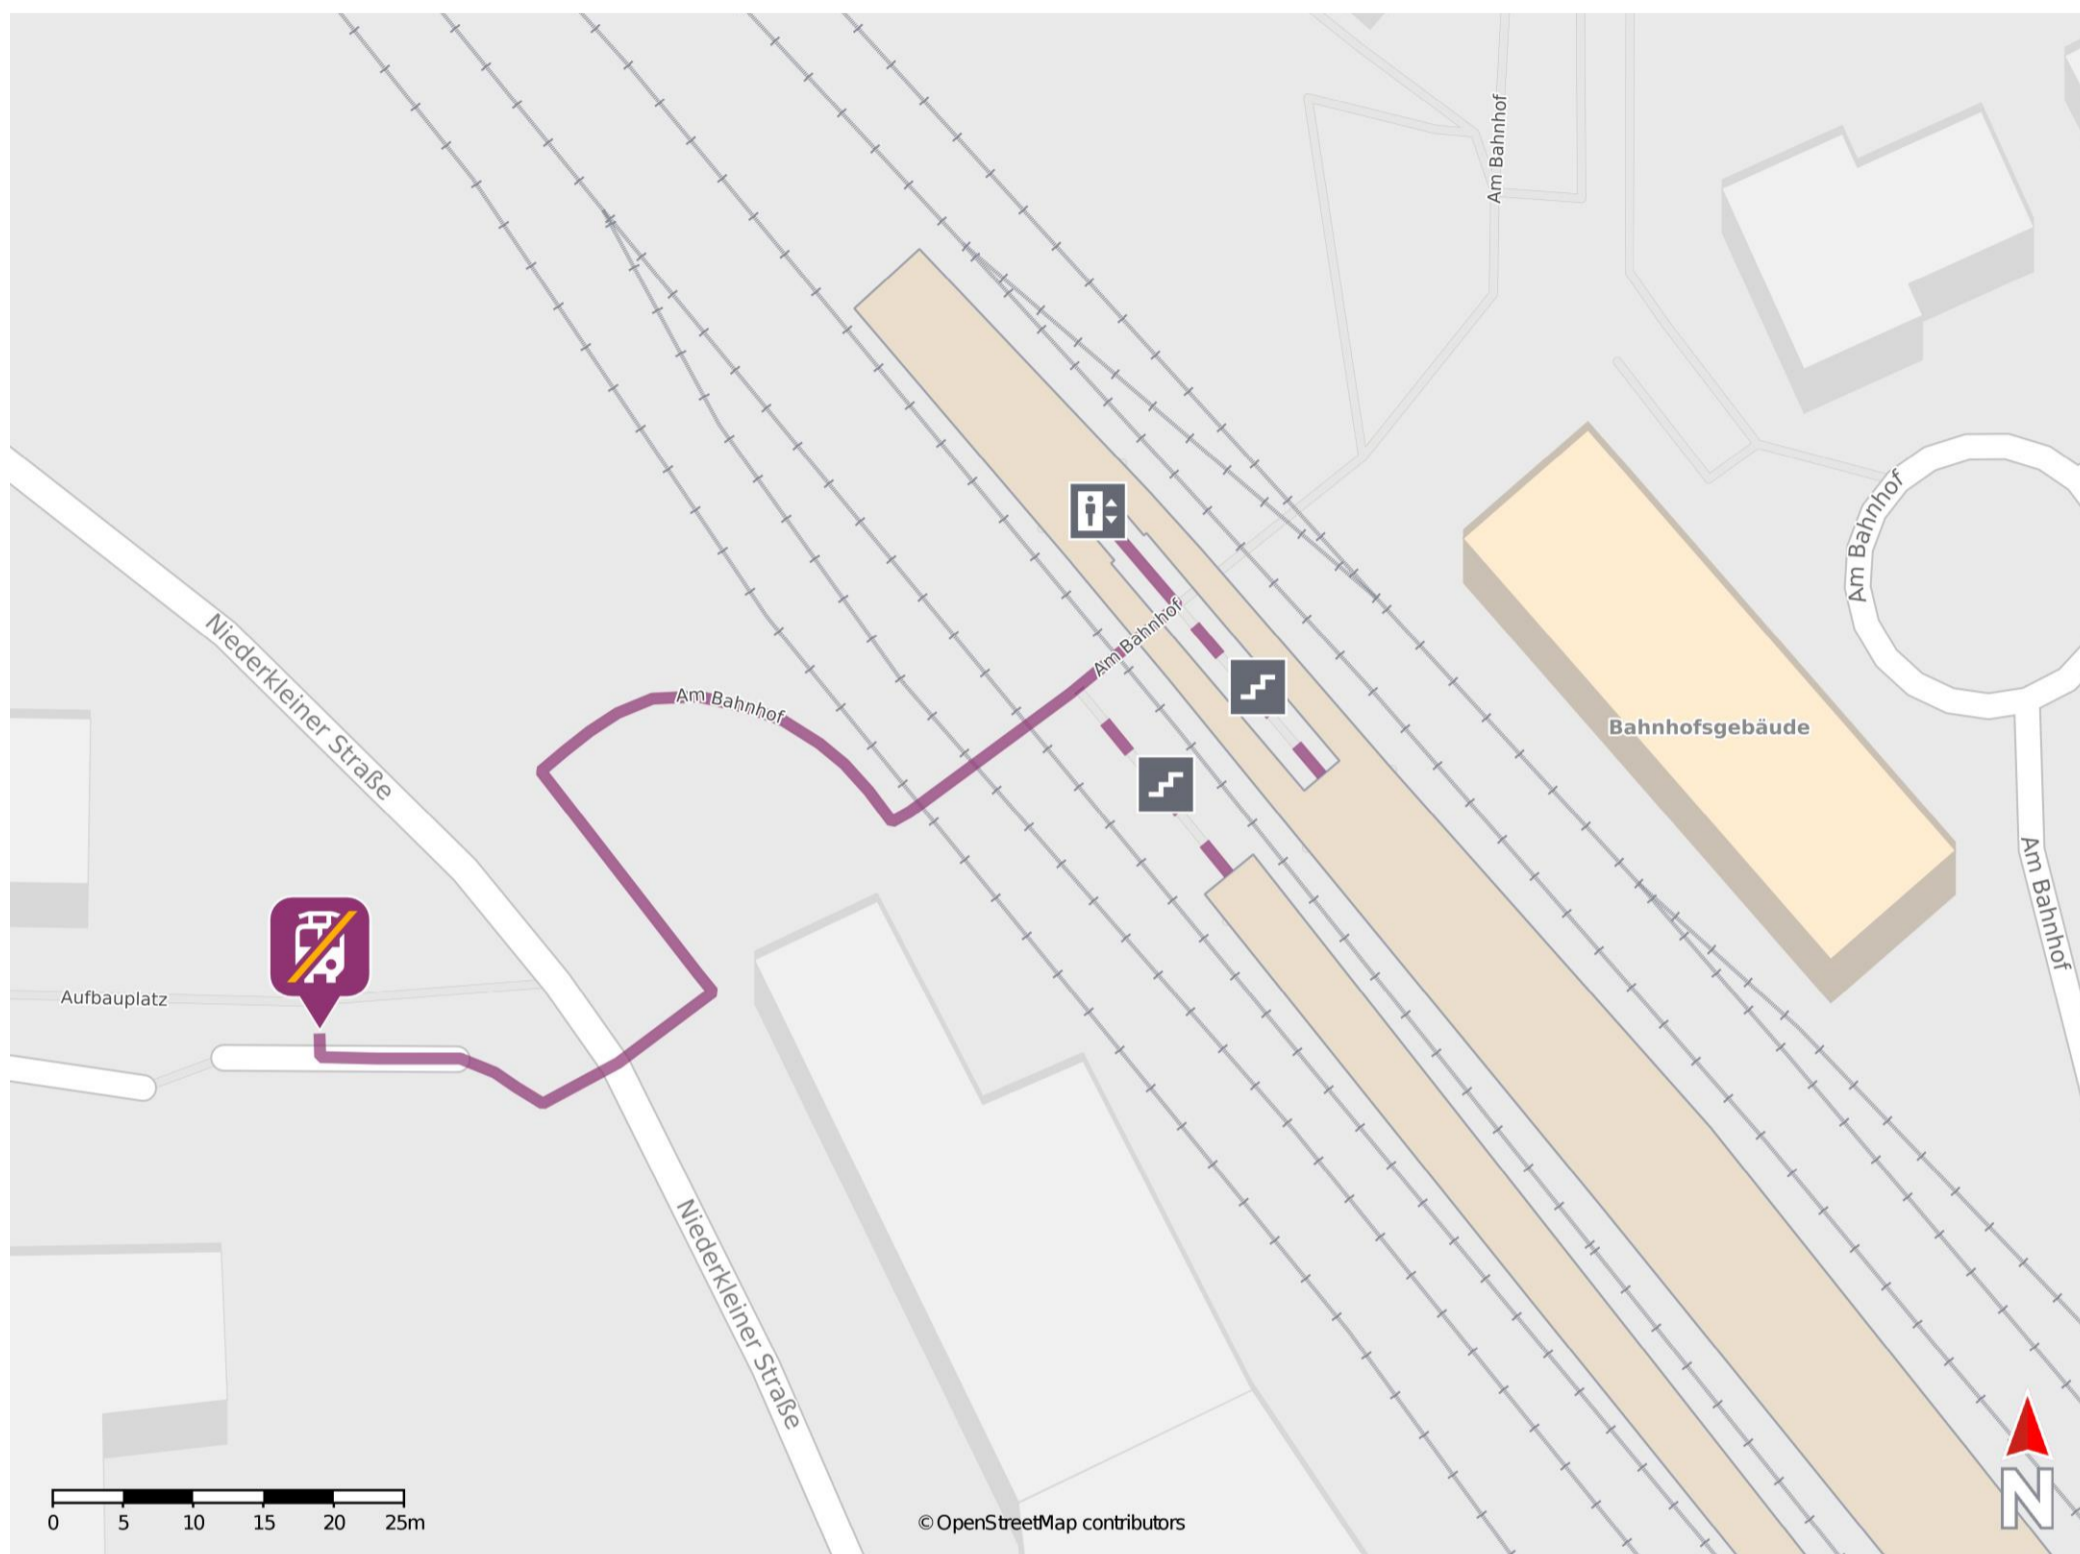 Am Bahnhof
Am Bahnhof
Am Bahnhof
Niederkleiner Straße
Am Bahnhof
Bahnhofsgebäude
Am Bahnhof
Aufbauplatz
Niederkleiner Straße
N
0 5 10 15 20 25m
© OpenStreetMap contributors